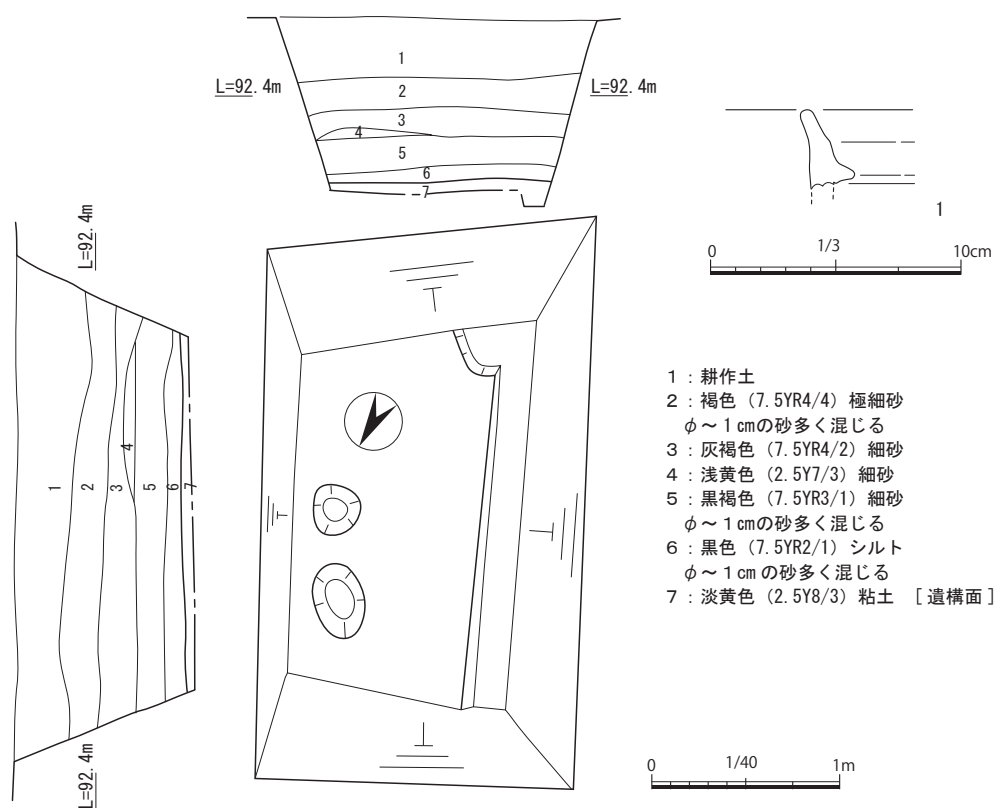 1
2
3
4
5
6
7
L=92.4m
L=92.4m
1
0
1/3
10cm
L=92.4m
1
2
3
4
5
6
7
L=92.4m
1：耕作土
2：褐色（7.5YR4/4）極細砂
φ～1㎝の砂多く混じる
3：灰褐色（7.5YR4/2）細砂
4：浅黄色（2.5Y7/3）細砂
5：黒褐色（7.5YR3/1）細砂
φ～1㎝の砂多く混じる
6：黒色（7.5YR2/1）シルト
φ～1㎝の砂多く混じる
7：淡黄色（2.5Y8/3）粘土 ［遺構面］
0
1/40
1m